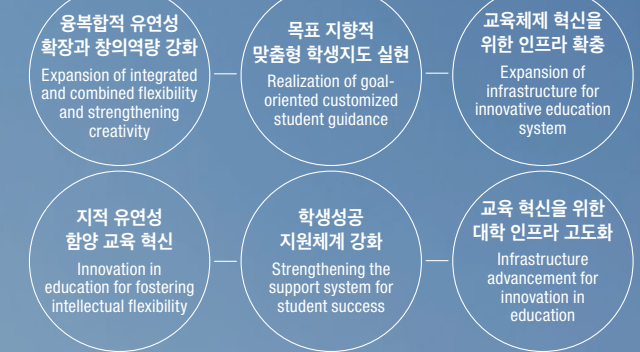 융복합적 유연성
확장과 창의역량 강화
Expansion of integrated
and combined flexibility
and strengthening
creativity
목표 지향적
맞춤형 학생지도 실현
Realization of goal-
oriented customized
student guidance
교육체제 혁신을
위한 인프라 확충
Expansion of
infrastructure for
innovative education
system
지적 유연성
함양 교육 혁신
Innovation in
education for fostering
intellectual flexibility
학생성공
지원체계 강화
Strengthening the
support system for
student success
교육 혁신을 위한
대학 인프라 고도화
Infrastructure
advancement for
innovation in
education